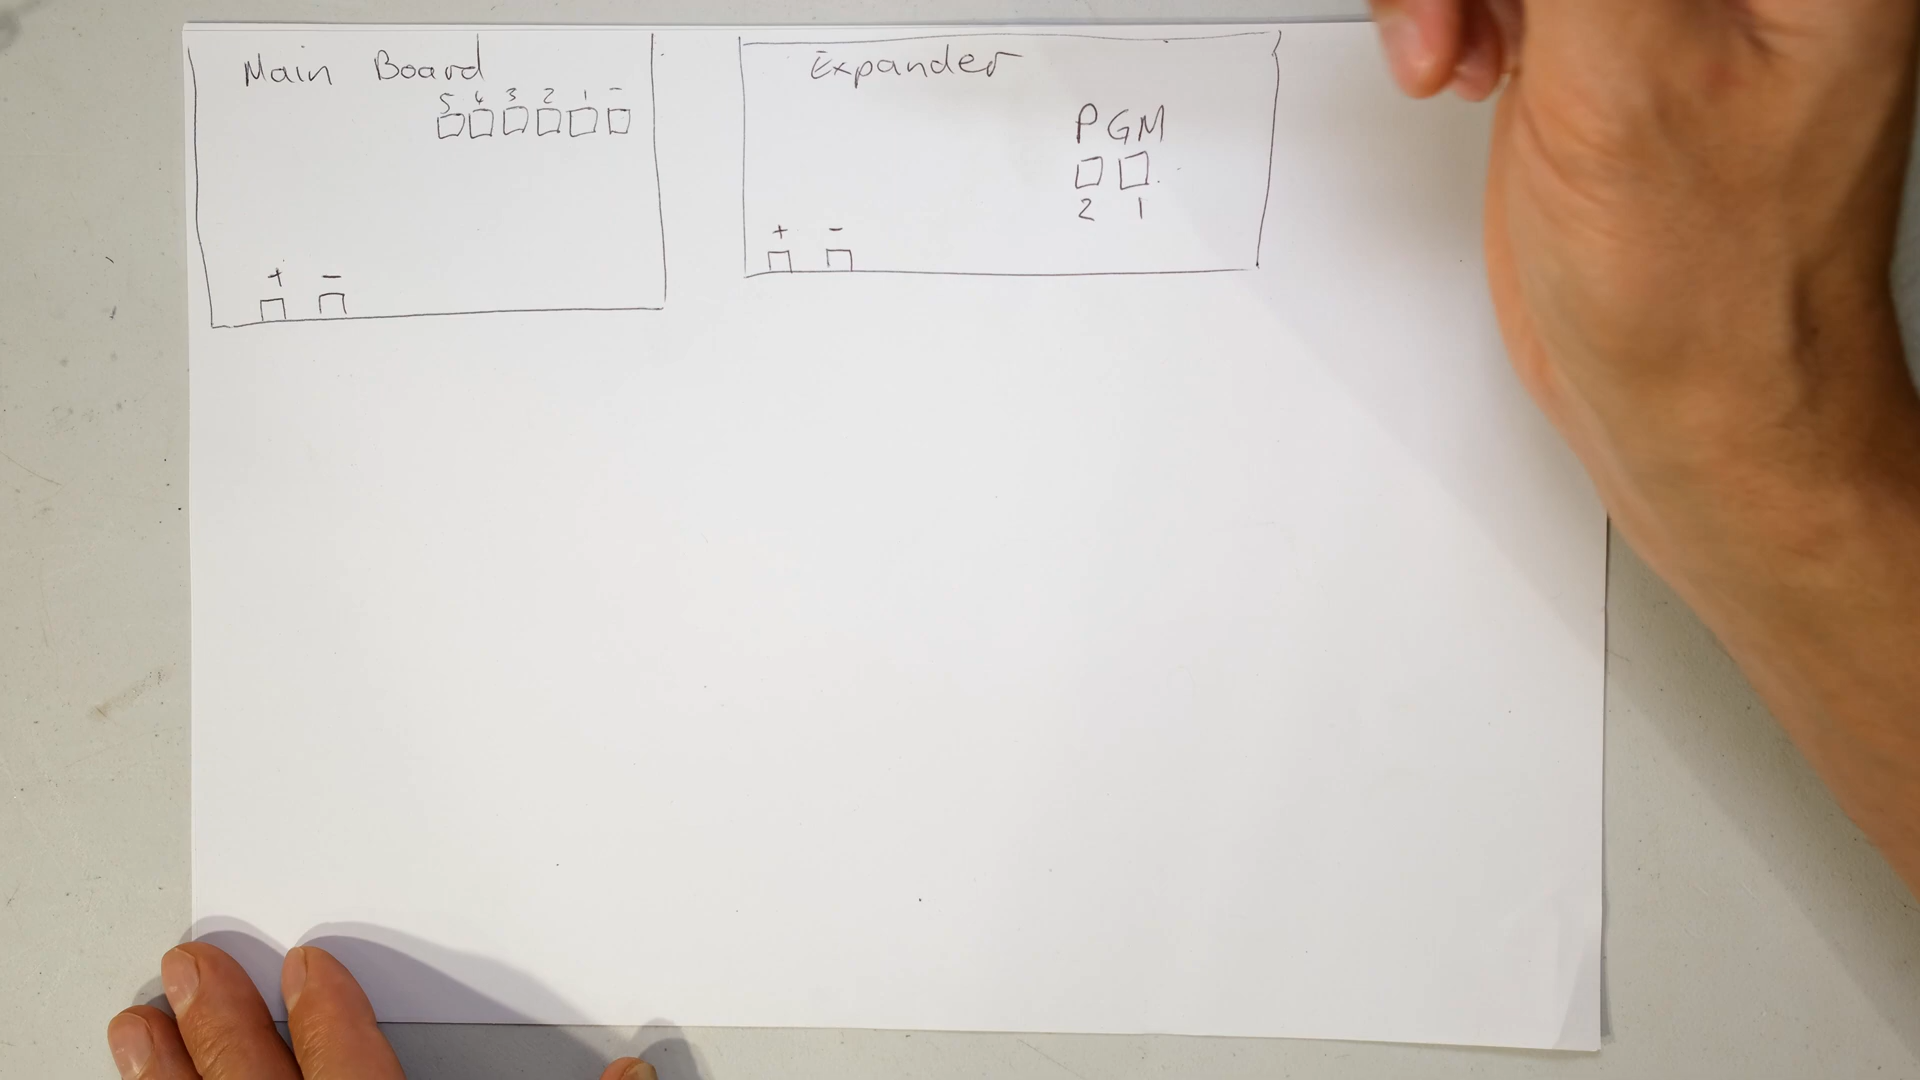 Main Board
5 4 3 2 1 -
+ -
Expander
PGM
2 1
+ -